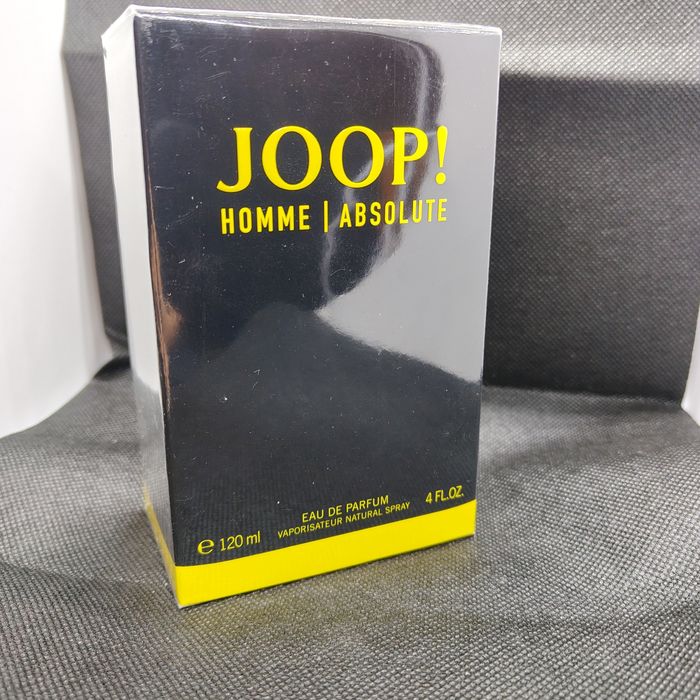 JOOP!
HOMME | ABSOLUTE
EAU DE PARFUM
VAPORISATEUR NATURAL SPRAY
℮ 120 ml
4 FL.OZ.